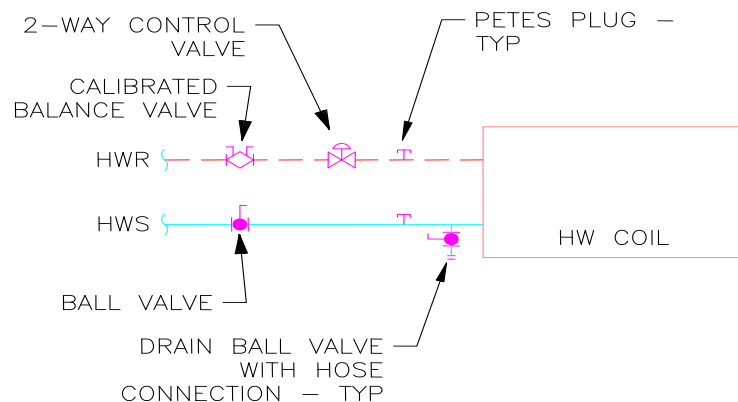 2-WAY CONTROL
VALVE
PETES PLUG -
TYP
CALIBRATED
BALANCE VALVE
HWR
HWS
HW COIL
BALL VALVE
DRAIN BALL VALVE
WITH HOSE
CONNECTION - TYP